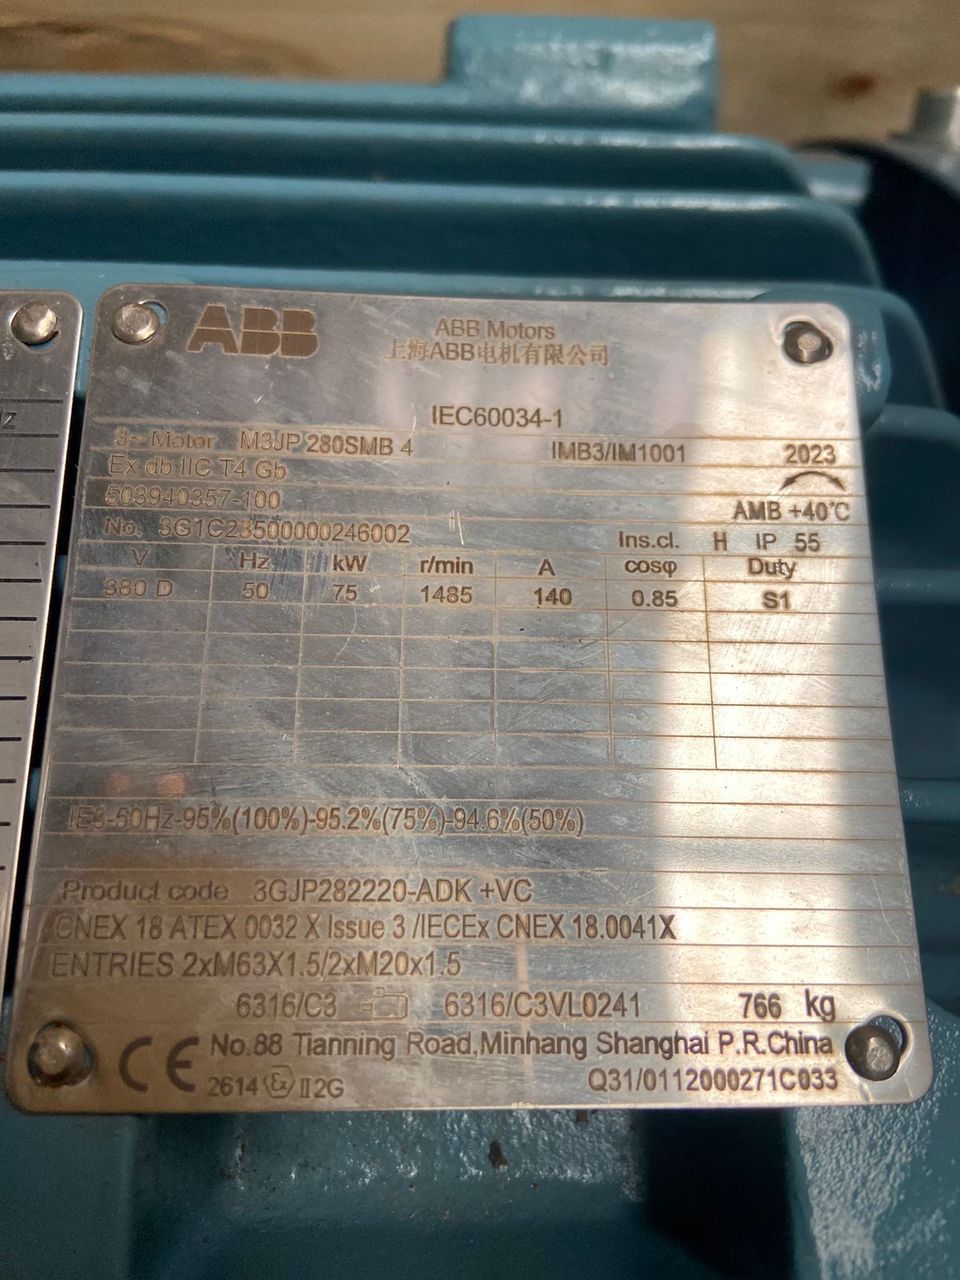 ABB
ABB Motors
上海ABB电机有限公司
IEC60034-1
3~ Motor M3JP 280SMB 4 IMB3/IM1001 2023
Ex db IIC T4 Gb
503940357-100 AMB +40℃
No. 3G1C23500000246002 Ins.cl. H IP 55
V Hz kW r/min A cosφ Duty
380 D 50 75 1485 140 0.85 S1
IE3-50Hz-95%(100%)-95.2%(75%)-94.6%(50%)
Product code 3GJP282220-ADK +VC
CNEX 18 ATEX 0032 X Issue 3 /IECEx CNEX 18.0041X
ENTRIES 2xM63X1.5/2xM20x1.5
6316/C3 6316/C3VL0241 766 kg
CE No.88 Tianning Road,Minhang Shanghai P.R.China
2614 Ex II2G Q31/0112000271C033